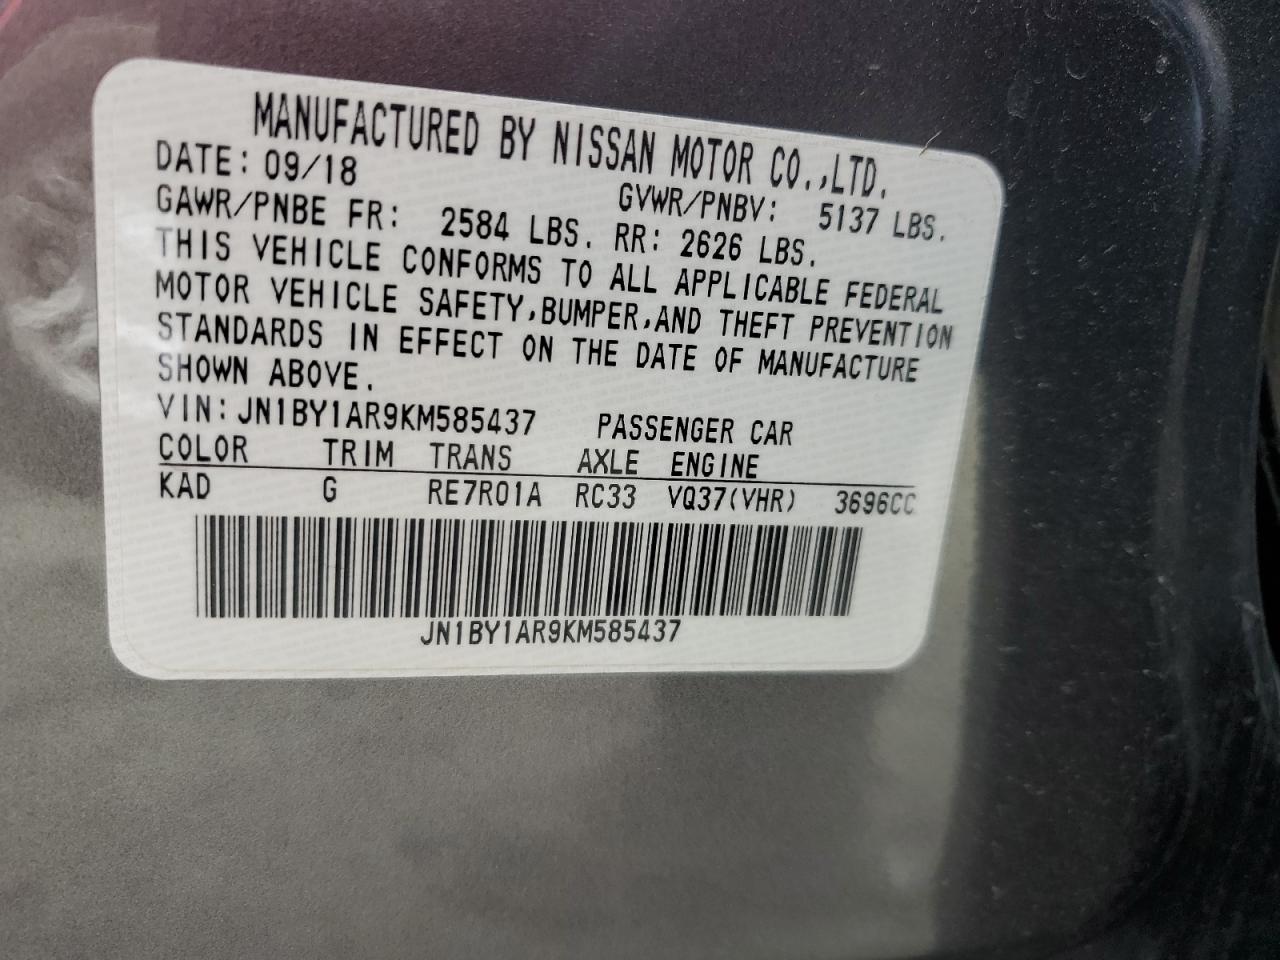 MANUFACTURED BY NISSAN MOTOR CO.,LTD.
DATE: 09/18 GVWR/PNBV: 5137 LBS.
GAWR/PNBE FR: 2584 LBS. RR: 2626 LBS.
THIS VEHICLE CONFORMS TO ALL APPLICABLE FEDERAL
MOTOR VEHICLE SAFETY,BUMPER,AND THEFT PREVENTION
STANDARDS IN EFFECT ON THE DATE OF MANUFACTURE
SHOWN ABOVE.
VIN:JN1BY1AR9KM585437 PASSENGER CAR
COLOR TRIM TRANS AXLE ENGINE
KAD G RE7R01A RC33 VQ37(VHR) 3696CC
JN1BY1AR9KM585437